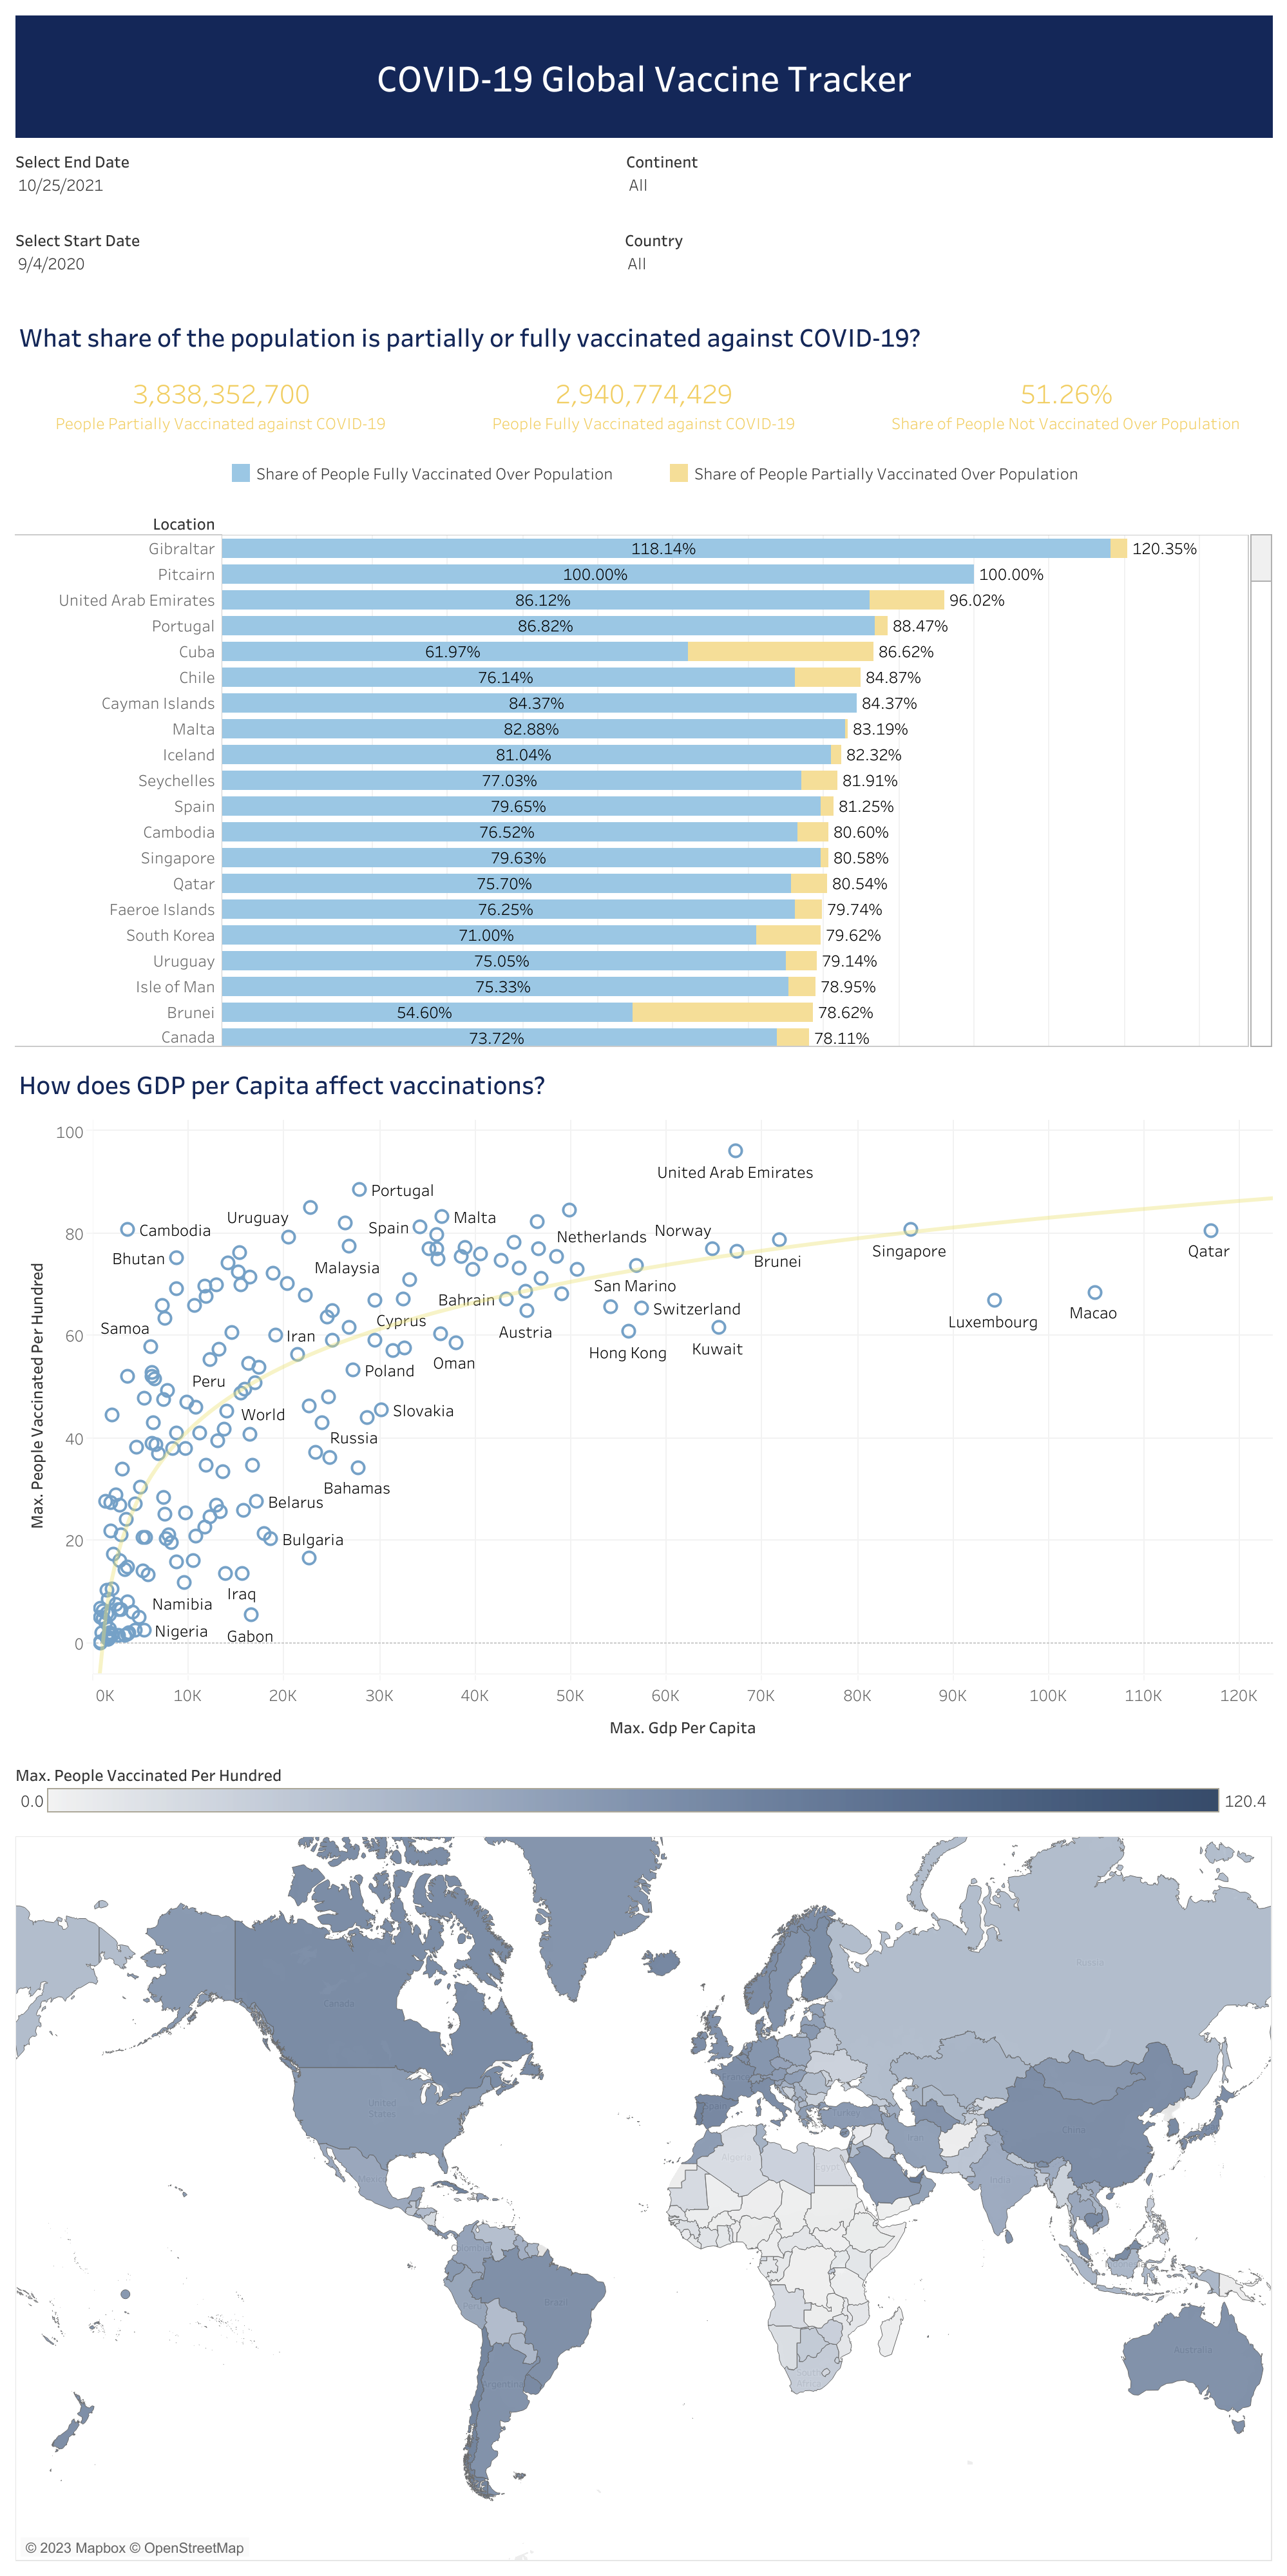 COVID-19 Global Vaccine Tracker
Select End Date
10/25/2021
Continent
All
Select Start Date
9/4/2020
Country
All
What share of the population is partially or fully vaccinated against COVID-19?
3,838,352,700
People Partially Vaccinated against COVID-19
2,940,774,429
People Fully Vaccinated against COVID-19
51.26%
Share of People Not Vaccinated Over Population
Share of People Fully Vaccinated Over Population
Share of People Partially Vaccinated Over Population
Location
Gibraltar 118.14% 120.35%
Pitcairn 100.00% 100.00%
United Arab Emirates 86.12% 96.02%
Portugal 86.82% 88.47%
Cuba 61.97% 86.62%
Chile 76.14% 84.87%
Cayman Islands 84.37% 84.37%
Malta 82.88% 83.19%
Iceland 81.04% 82.32%
Seychelles 77.03% 81.91%
Spain 79.65% 81.25%
Cambodia 76.52% 80.60%
Singapore 79.63% 80.58%
Qatar 75.70% 80.54%
Faeroe Islands 76.25% 79.74%
South Korea 71.00% 79.62%
Uruguay 75.05% 79.14%
Isle of Man 75.33% 78.95%
Brunei 54.60% 78.62%
Canada 73.72% 78.11%
How does GDP per Capita affect vaccinations?
Max. People Vaccinated Per Hundred
100
80
60
40
20
0
United Arab Emirates
Portugal
Uruguay
Spain
Malta
Cambodia
Netherlands
Norway
Bhutan
Malaysia
Brunei
Singapore
Qatar
San Marino
Bahrain
Switzerland
Luxembourg
Macao
Samoa
Cyprus
Iran
Austria
Hong Kong
Kuwait
Oman
Poland
Peru
World
Slovakia
Russia
Bahamas
Belarus
Bulgaria
Iraq
Namibia
Nigeria
Gabon
0K 10K 20K 30K 40K 50K 60K 70K 80K 90K 100K 110K 120K
Max. Gdp Per Capita
Max. People Vaccinated Per Hundred
0.0
120.4
Russia
Canada
France
United
States
Spain
Turkey
China
Iran
Algeria
Egypt
Mexico
India
Colombia
Peru
Brazil
South
Africa
Australia
Argentina
© 2023 Mapbox © OpenStreetMap